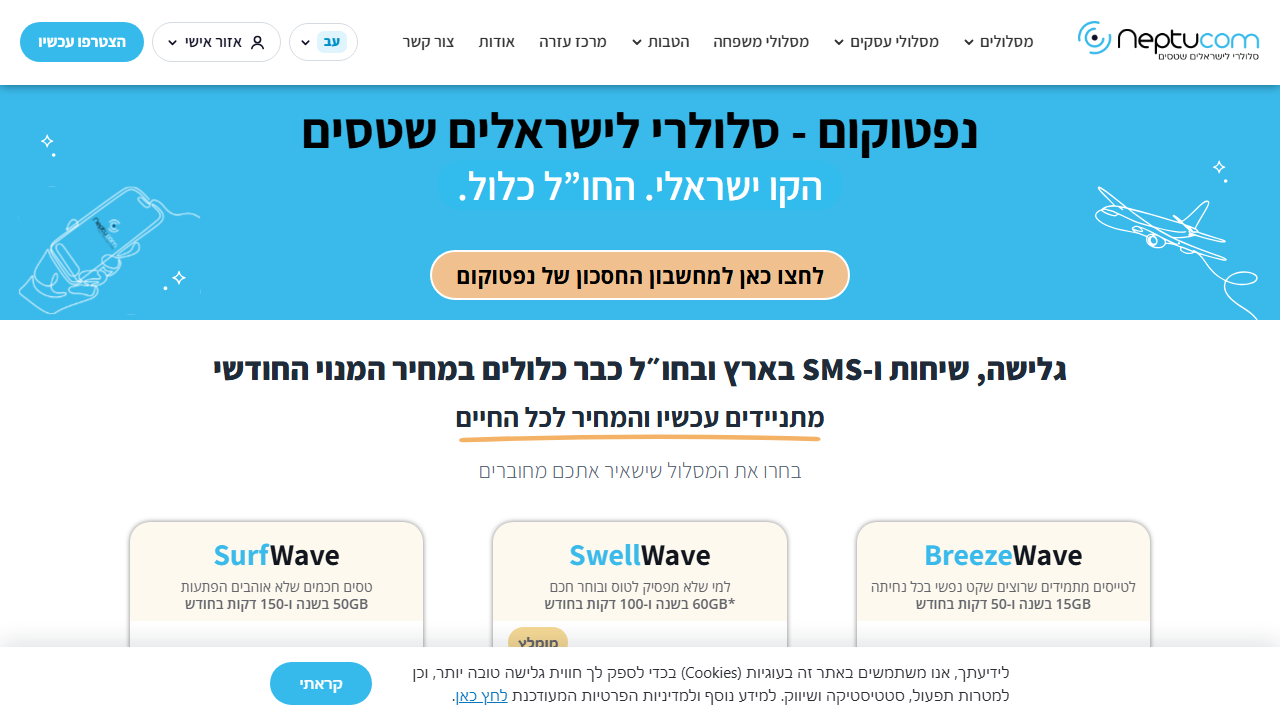 neptucom
סלולרי לישראלים שטסים
מסלולים
מסלולי עסקים
מסלולי משפחה
הטבות
מרכז עזרה
אודות
צור קשר
עב
אזור אישי
הצטרפו עכשיו
נפטוקום - סלולרי לישראלים שטסים
הקו ישראלי. החו”ל כלול.
לחצו כאן למחשבון החסכון של נפטוקום
גלישה, שיחות ו-SMS בארץ ובחו״ל כבר כלולים במחיר המנוי החודשי
מתניידים עכשיו והמחיר לכל החיים
בחרו את המסלול שישאיר אתכם מחוברים
BreezeWave
לטייסים מתמידים שרוצים שקט נפשי בכל נחיתה
15GB בשנה ו-50 דקות בחודש
SwellWave
למי שלא מפסיק לטוס ובוחר חכם
*60GB בשנה ו-100 דקות בחודש
מומלץ
SurfWave
טסים חכמים שלא אוהבים הפתעות
50GB בשנה ו-150 דקות בחודש
לידיעתך, אנו משתמשים באתר זה בעוגיות (Cookies) בכדי לספק לך חווית גלישה טובה יותר, וכן
למטרות תפעול, סטטיסטיקה ושיווק. למידע נוסף ולמדיניות הפרטיות המעודכנת לחץ כאן.
קראתי